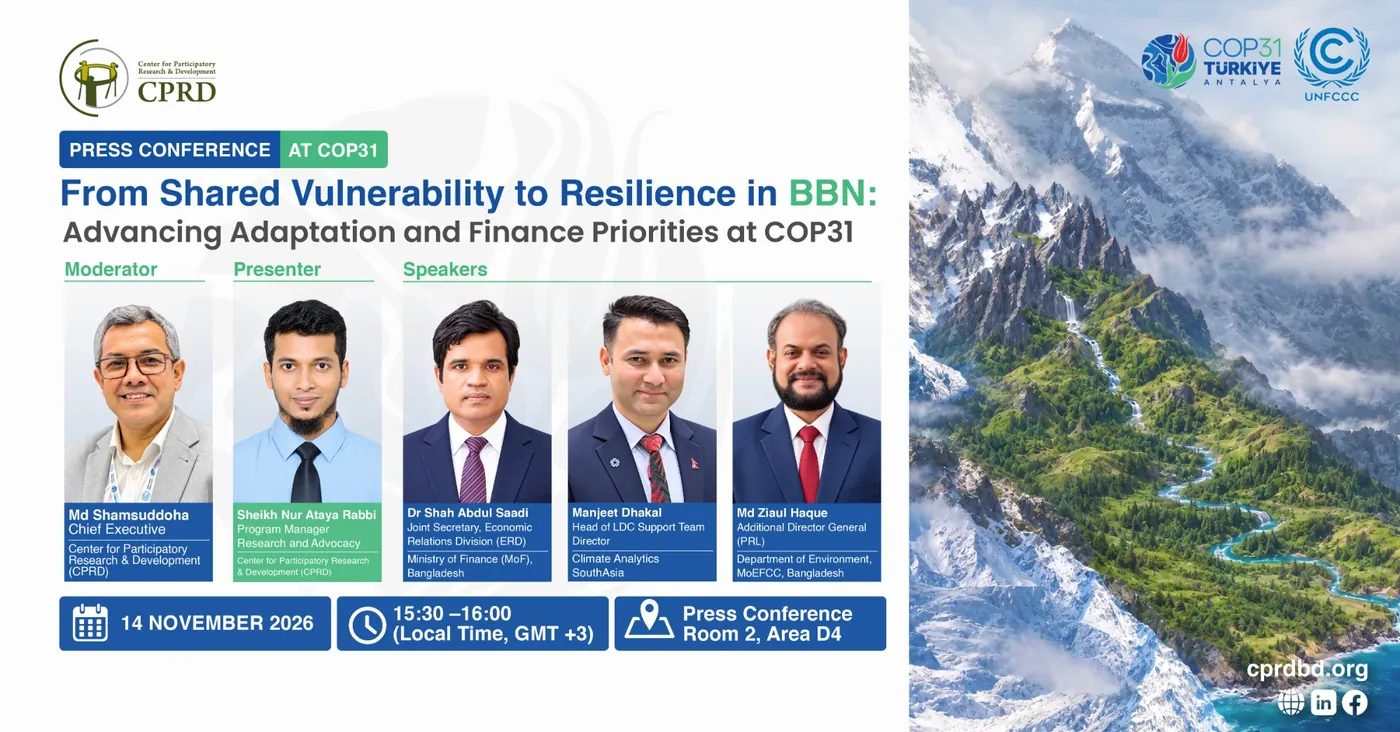 Center for Participatory
Research & Development
CPRD
COP31
TÜRKİYE
ANTALYA
UNFCCC
PRESS CONFERENCE AT COP31
From Shared Vulnerability to Resilience in BBN:
Advancing Adaptation and Finance Priorities at COP31
Moderator
Presenter
Speakers
Md Shamsuddoha
Chief Executive
Center for Participatory
Research & Development
(CPRD)
Sheikh Nur Ataya Rabbi
Program Manager
Research and Advocacy
Center for Participatory Research
& Development (CPRD)
Dr Shah Abdul Saadi
Joint Secretary, Economic
Relations Division (ERD)
Ministry of Finance (MoF),
Bangladesh
Manjeet Dhakal
Head of LDC Support Team
Director
Climate Analytics
SouthAsia
Md Ziaul Haque
Additional Director General
(PRL)
Department of Environment,
MoEFCC, Bangladesh
14 NOVEMBER 2026
15:30 –16:00
(Local Time, GMT +3)
Press Conference
Room 2, Area D4
cprdbd.org